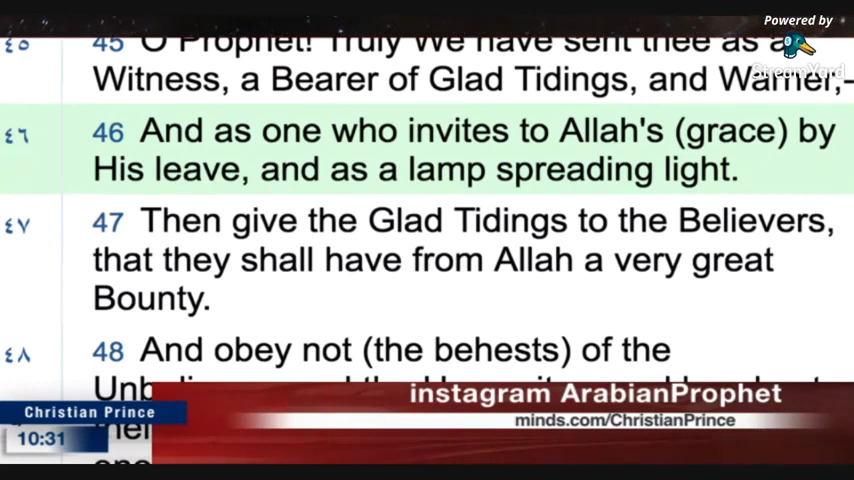 Powered by
StreamYard
٤٥ 45 O Prophet! Truly We have sent thee as a
Witness, a Bearer of Glad Tidings, and Warner,-
٤٦ 46 And as one who invites to Allah's (grace) by
His leave, and as a lamp spreading light.
٤٧ 47 Then give the Glad Tidings to the Believers,
that they shall have from Allah a very great
Bounty.
٤٨ 48 And obey not (the behests) of the
instagram ArabianProphet
minds.com/ChristianPrince
Christian Prince
10:31